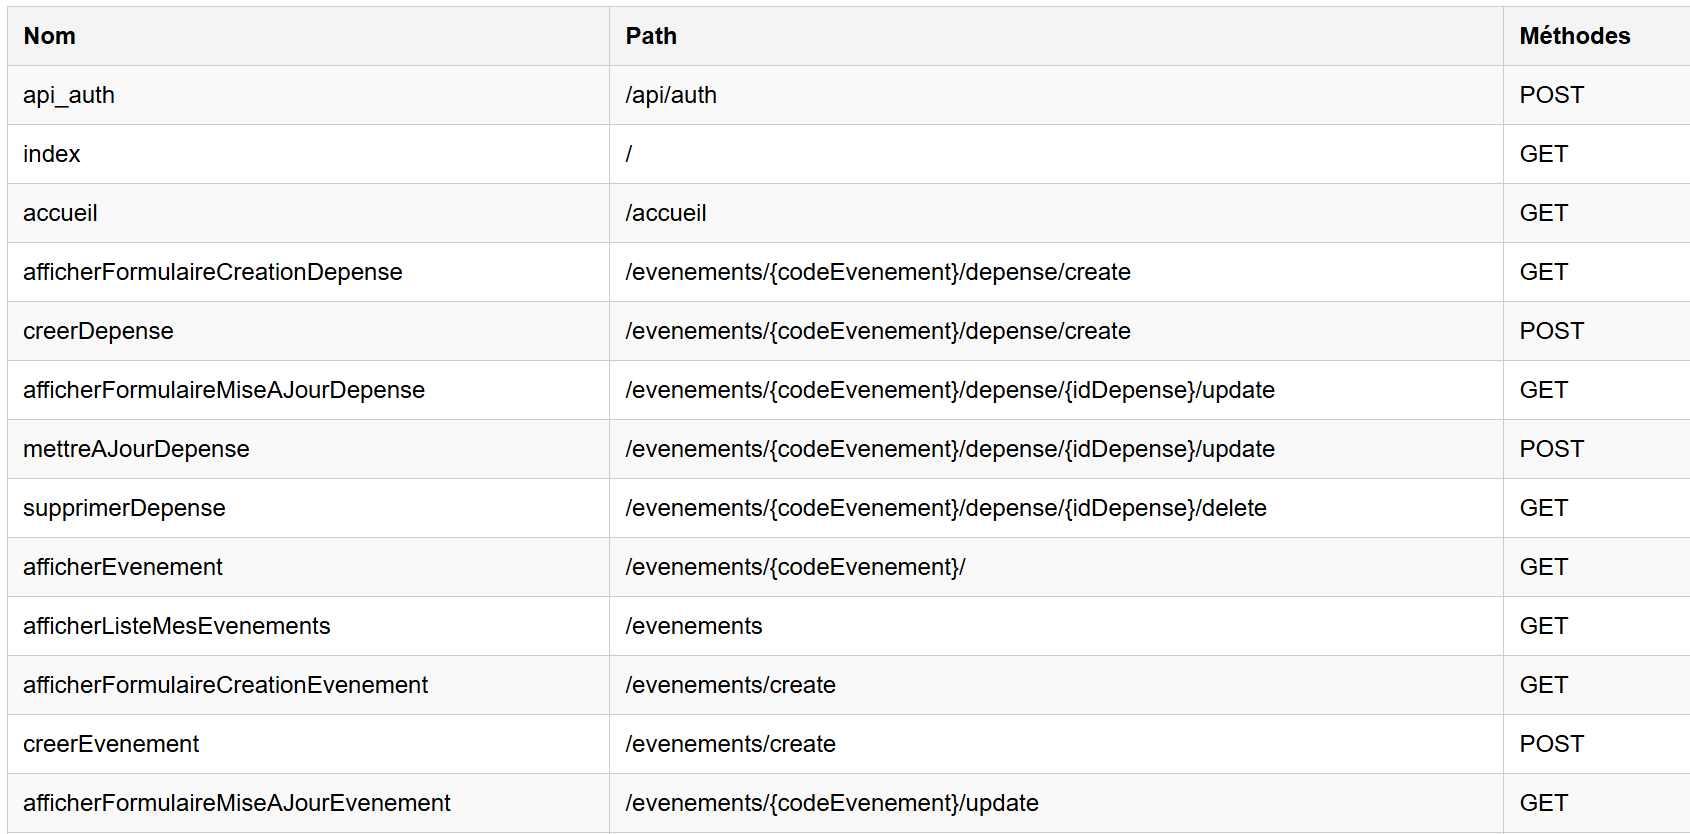 Nom Path Méthodes
api_auth /api/auth POST
index / GET
accueil /accueil GET
afficherFormulaireCreationDepense /evenements/{codeEvenement}/depense/create GET
creerDepense /evenements/{codeEvenement}/depense/create POST
afficherFormulaireMiseAJourDepense /evenements/{codeEvenement}/depense/{idDepense}/update GET
mettreAJourDepense /evenements/{codeEvenement}/depense/{idDepense}/update POST
supprimerDepense /evenements/{codeEvenement}/depense/{idDepense}/delete GET
afficherEvenement /evenements/{codeEvenement}/ GET
afficherListeMesEvenements /evenements GET
afficherFormulaireCreationEvenement /evenements/create GET
creerEvenement /evenements/create POST
afficherFormulaireMiseAJourEvenement /evenements/{codeEvenement}/update GET